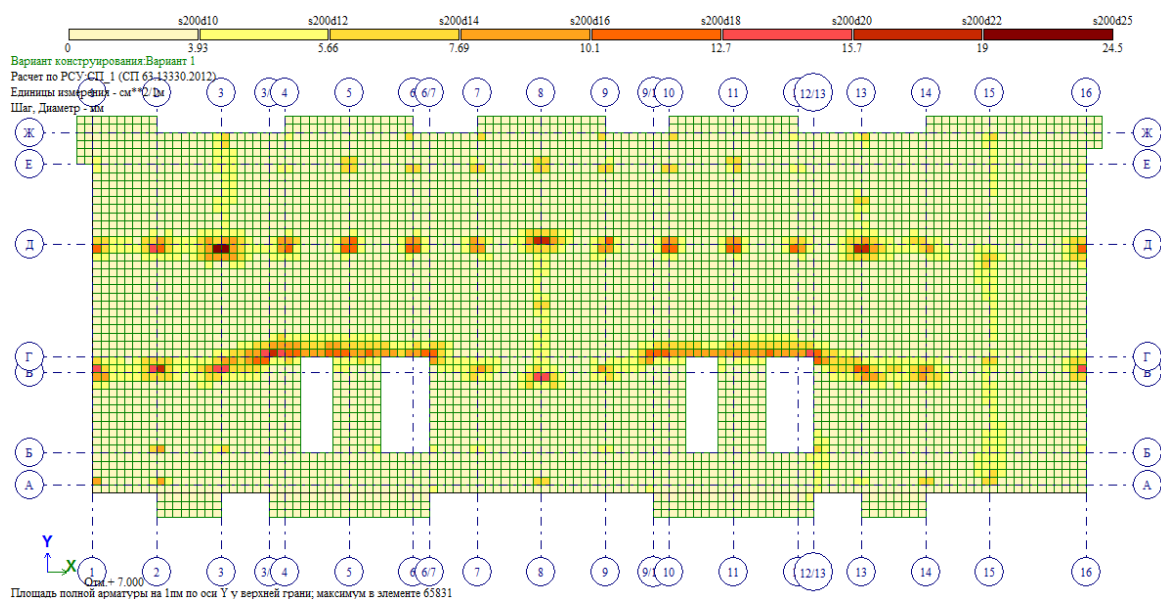 s200d10 s200d12 s200d14 s200d16 s200d18 s200d20 s200d22 s200d25
0 3.93 5.66 7.69 10.1 12.7 15.7 19 24.5
Вариант конструирования:Вариант 1
Расчет по РСУ:СП_1 (СП 63.13330.2012)
Единицы измерения - см**2/1м
Шаг, Диаметр - мм
1 2 3 3/ 4 5 6 6/7 7 8 9 9/1 10 11 1 12/13 13 14 15 16
Ж Ж
Е Е
Д Д
Г Г
В В
Б Б
А А
Y
X
1 2 3 3/ 4 5 6 6/7 7 8 9 9/1 10 11 1 12/13 13 14 15 16
Отм.+ 7.000
Площадь полной арматуры на 1пм по оси Y у верхней грани; максимум в элементе 65831